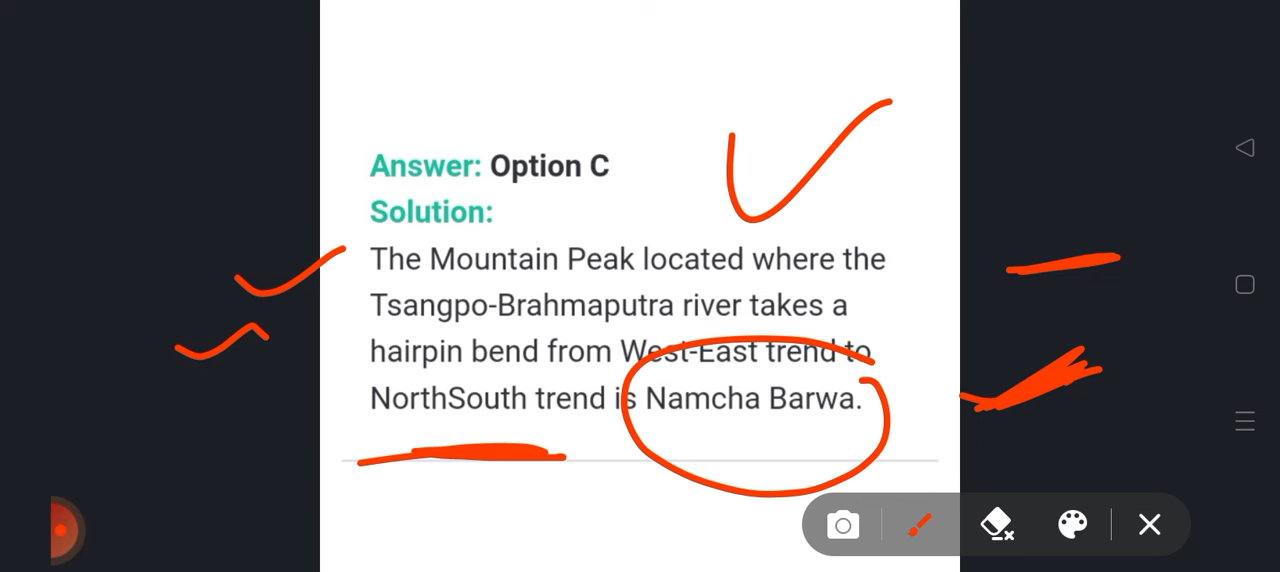 Answer: Option C
Solution:
The Mountain Peak located where the
Tsangpo-Brahmaputra river takes a
hairpin bend from West-East trend to
NorthSouth trend is Namcha Barwa.